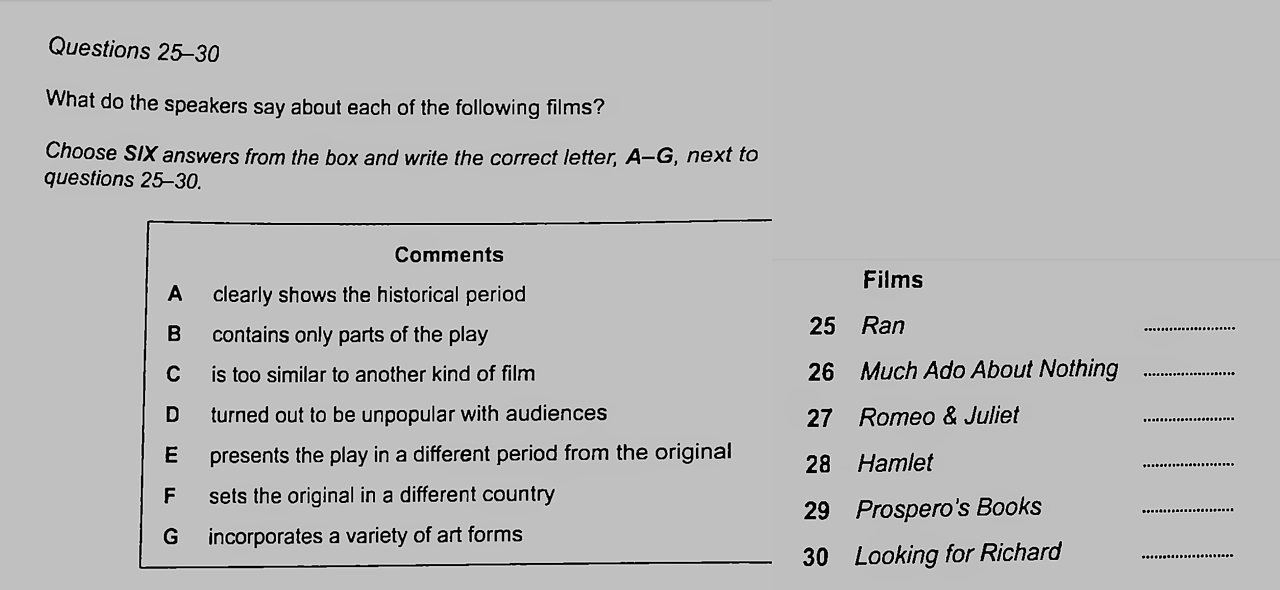 Questions 25–30
What do the speakers say about each of the following films?
Choose SIX answers from the box and write the correct letter, A–G, next to
questions 25–30.
Comments
A clearly shows the historical period
B contains only parts of the play
C is too similar to another kind of film
D turned out to be unpopular with audiences
E presents the play in a different period from the original
F sets the original in a different country
G incorporates a variety of art forms
Films
25 Ran ........................
26 Much Ado About Nothing ........................
27 Romeo & Juliet ........................
28 Hamlet ........................
29 Prospero's Books ........................
30 Looking for Richard ........................